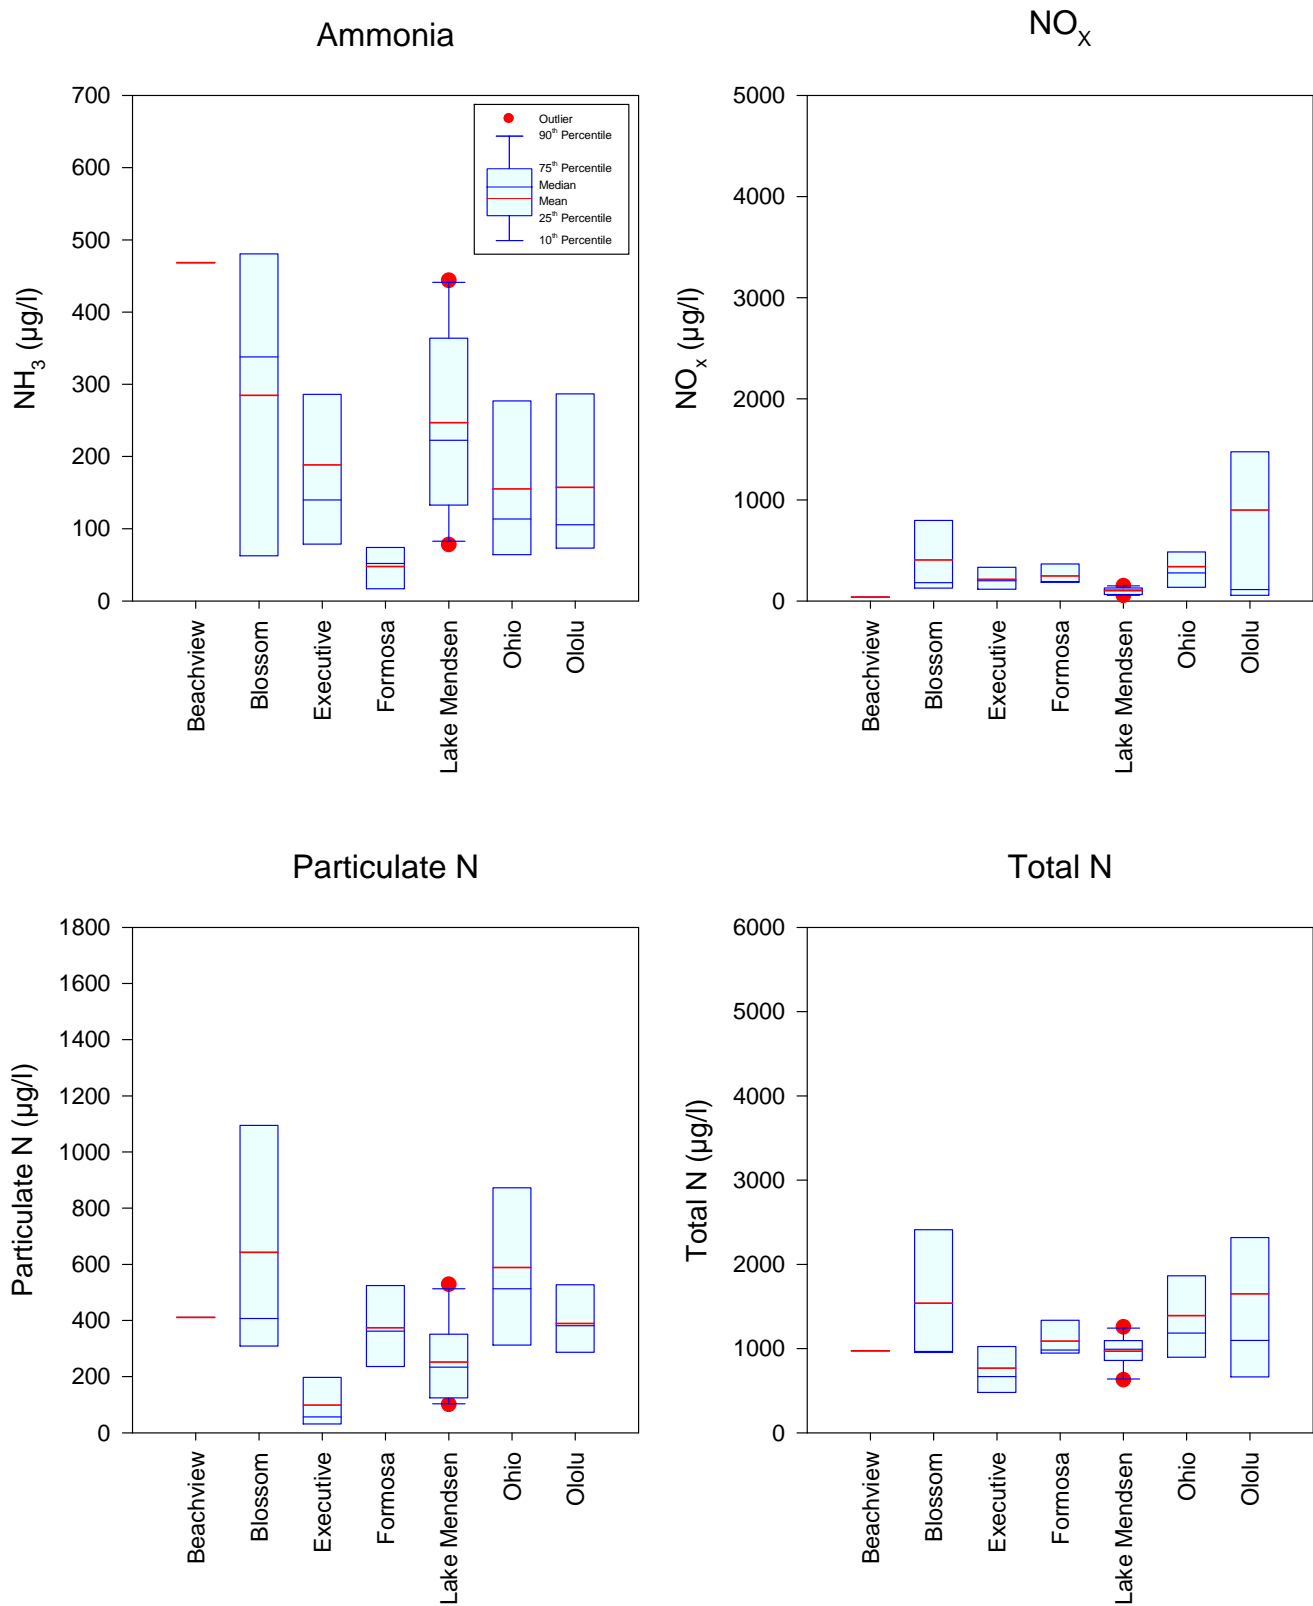 Ammonia
NH3 (µg/l)
700
600
500
400
300
200
100
0
Outlier
90th Percentile
75th Percentile
Median
Mean
25th Percentile
10th Percentile
Beachview
Blossom
Executive
Formosa
Lake Mendsen
Ohio
Ololu
NOX
NOx (µg/l)
5000
4000
3000
2000
1000
0
Beachview
Blossom
Executive
Formosa
Lake Mendsen
Ohio
Ololu
Particulate N
Particulate N (µg/l)
1800
1600
1400
1200
1000
800
600
400
200
0
Beachview
Blossom
Executive
Formosa
Lake Mendsen
Ohio
Ololu
Total N
Total N (µg/l)
6000
5000
4000
3000
2000
1000
0
Beachview
Blossom
Executive
Formosa
Lake Mendsen
Ohio
Ololu